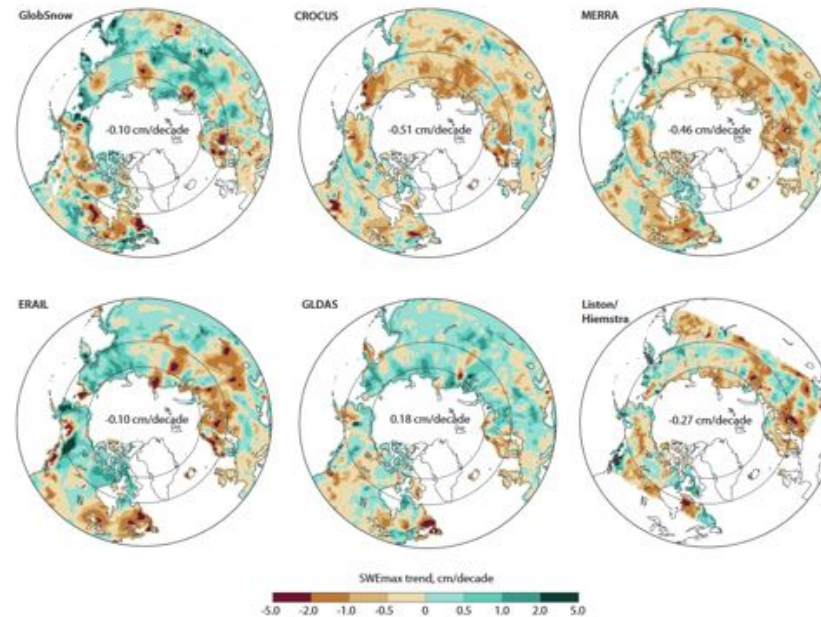 GlobSnow
CROCUS
MERRA
-0.10 cm/decade
-0.51 cm/decade
-0.46 cm/decade
ERAIL
GLDAS
Liston/
Hiemstra
-0.10 cm/decade
0.18 cm/decade
-0.27 cm/decade
SWEmax trend, cm/decade
-5.0 -2.0 -1.0 -0.5 0 0.5 1.0 2.0 5.0